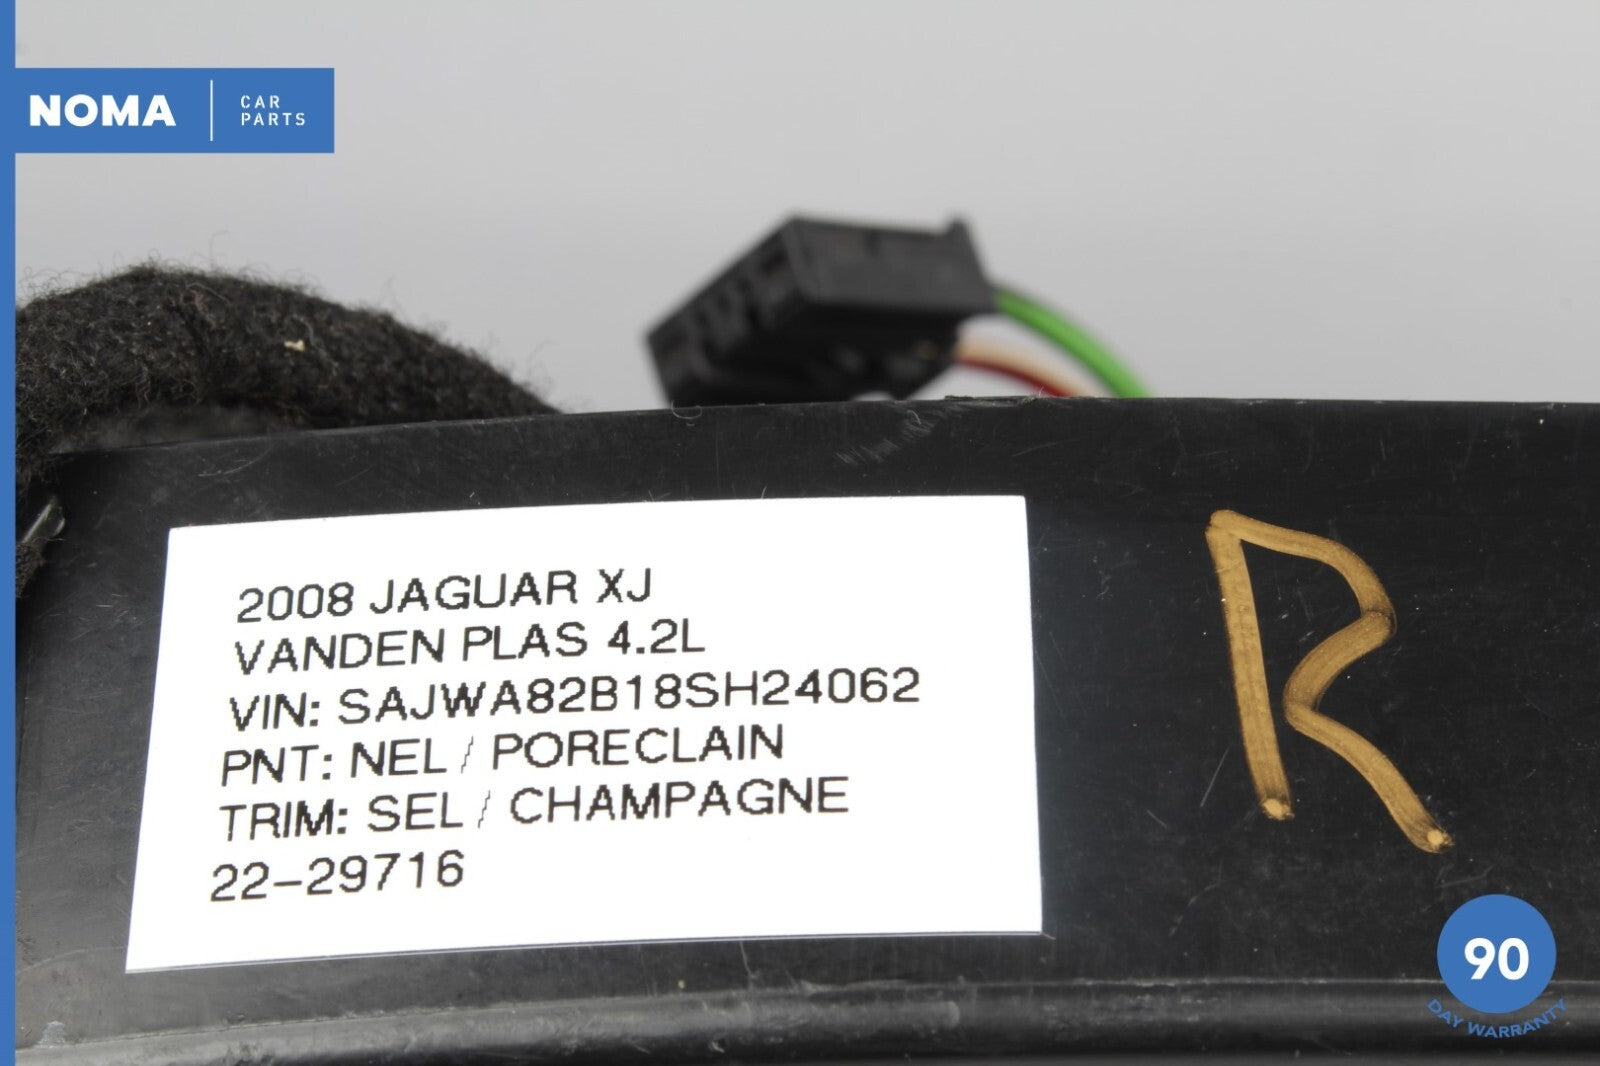 NOMA
CAR
PARTS
2008 JAGUAR XJ
VANDEN PLAS 4.2L
VIN: SAJWA82B18SH24062
PNT: NEL / PORECLAIN
TRIM: SEL / CHAMPAGNE
22-29716
R
90
DAY WARRANTY